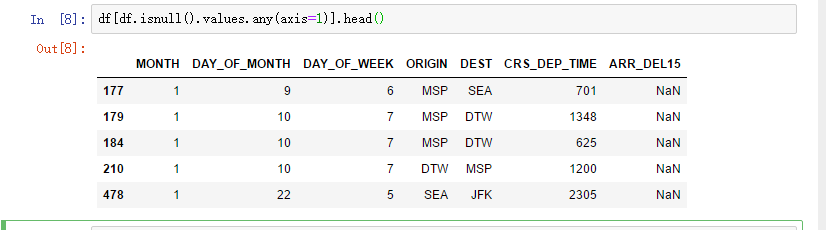 In [8]: df[df.isnull().values.any(axis=1)].head()
Out[8]:
MONTH DAY_OF_MONTH DAY_OF_WEEK ORIGIN DEST CRS_DEP_TIME ARR_DEL15
177 1 9 6 MSP SEA 701 NaN
179 1 10 7 MSP DTW 1348 NaN
184 1 10 7 MSP DTW 625 NaN
210 1 10 7 DTW MSP 1200 NaN
478 1 22 5 SEA JFK 2305 NaN